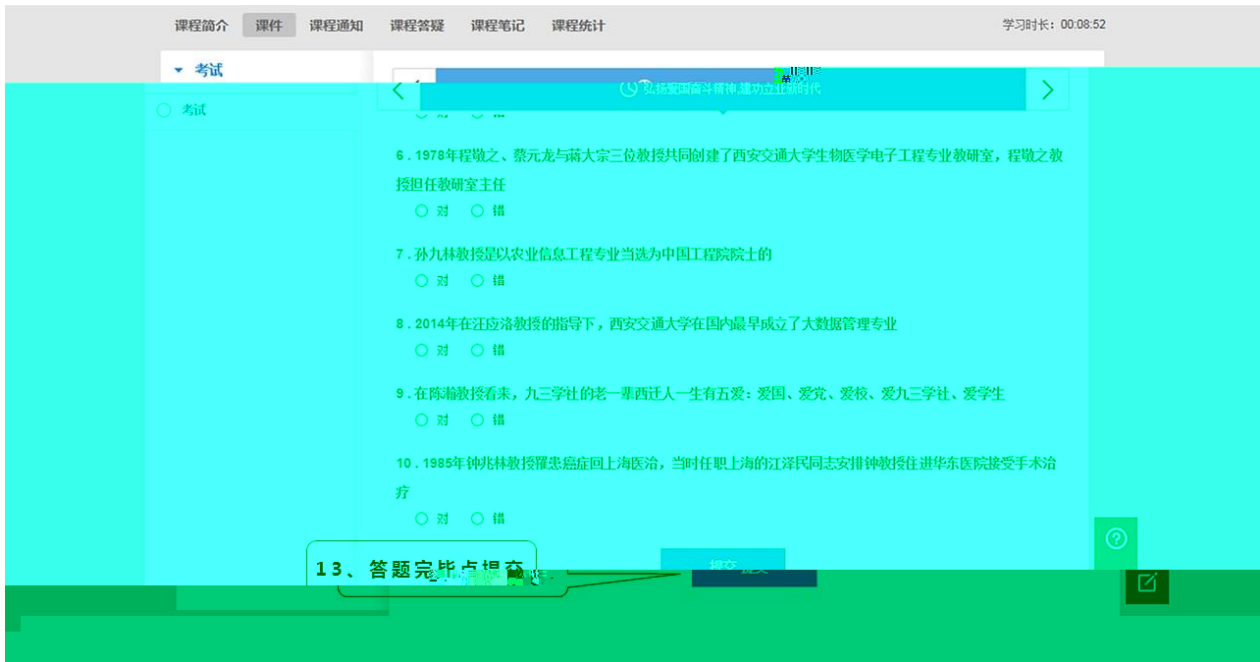 课程简介 课件 课程通知 课程答疑 课程笔记 课程统计 学习时长：00:08:52
考试
弘扬爱国奋斗精神,建功立业新时代
考试
6 . 1978年程敬之、蔡元龙与蒋大宗三位教授共同创建了西安交通大学生物医学电子工程专业教研室，程敬之教
授担任教研室主任
对 错
7 . 孙九林教授是以农业信息工程专业当选为中国工程院院士的
对 错
8 . 2014年在汪应洛教授的指导下，西安交通大学在国内最早成立了大数据管理专业
对 错
9 . 在陈瀚教授看来，九三学社的老一辈西迁人一生有五爱：爱国、爱党、爱校、爱九三学社、爱学生
对 错
10 . 1985年钟兆林教授罹患癌症回上海医治，当时任职上海的江泽民同志安排钟教授住进华东医院接受手术治
疗
对 错
13、答题完毕点提交
提交